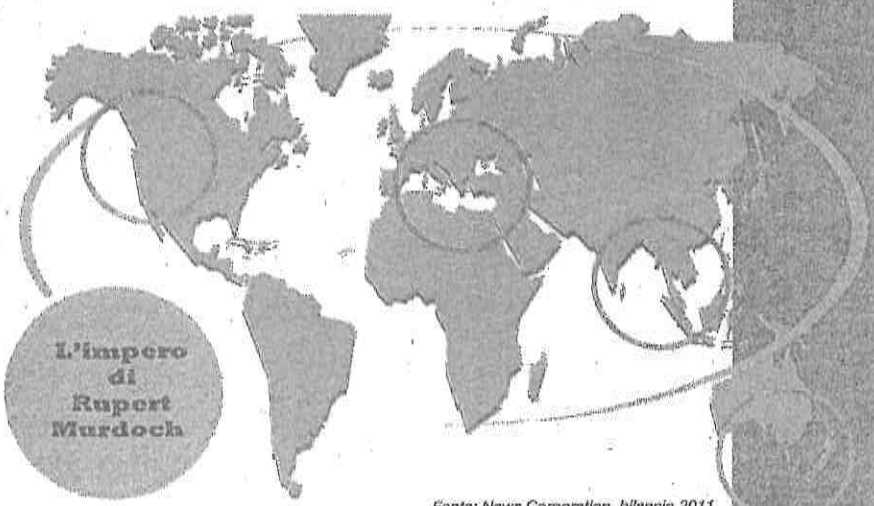 L'impero
di
Rupert
Murdoch
Fonte: News Corporation, bilancio 2011